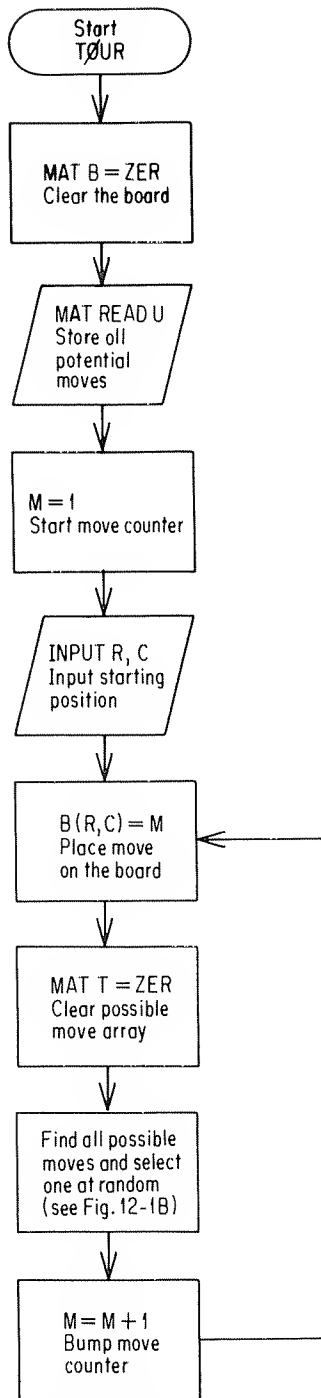 Start
TØUR
MAT B = ZER
Clear the board
MAT READ U
Store all
potential
moves
M = 1
Start move counter
INPUT R, C
Input starting
position
B(R,C) = M
Place move
on the board
MAT T = ZER
Clear possible
move array
Find all possible
moves and select
one at random
(see Fig. 12-1B)
M = M + 1
Bump move
counter